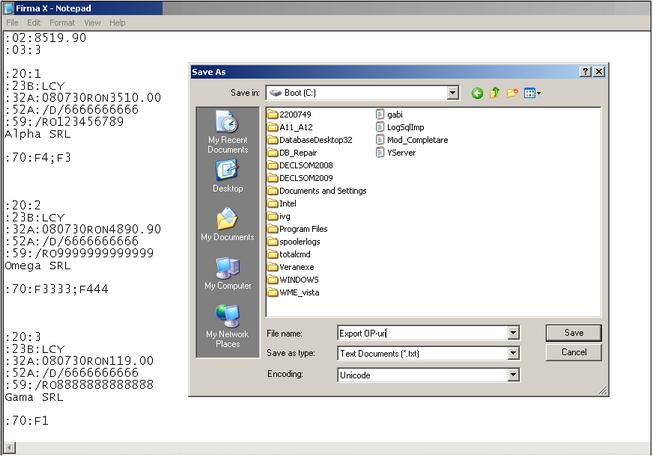 Firma X - Notepad
File Edit Format View Help
:02:8519.90
:03:3
:20:1
:23B:LCY
:32A:080730RON3510.00
:52A:/D/6666666666
:59:/RO123456789
Alpha SRL
:70:F4;F3
:20:2
:23B:LCY
:32A:080730RON4890.90
:52A:/D/6666666666
:59:/RO9999999999999
Omega SRL
:70:F3333;F444
:20:3
:23B:LCY
:32A:080730RON119.00
:52A:/D/6666666666
:59:/RO8888888888888
Gama SRL
:70:F1
Save As
Save in: Boot (C:)
My Recent
Documents
Desktop
My Documents
My Computer
My Network
Places
2200749
A11_A12
DatabaseDesktop32
DB_Repair
DECLSOM2008
DECLSOM2009
Documents and Settings
Intel
ivg
Program Files
spoolerlogs
totalcmd
Veranexe
WINDOWS
WME_vista
gabi
LogSqlImp
Mod_Completare
YServer
File name: Export OP-uri
Save
Save as type: Text Documents (*.txt)
Cancel
Encoding: Unicode